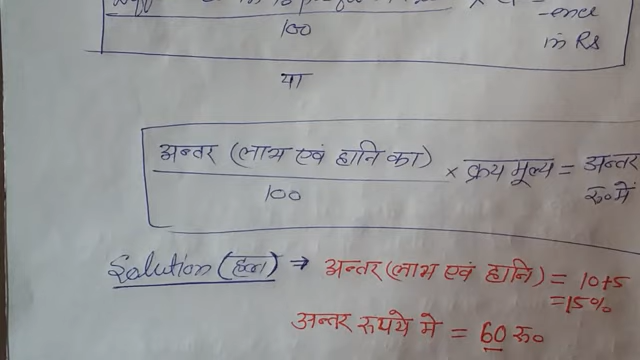 100
-ence
in Rs
या
अन्तर (लाभ एवं हानि का) × क्रय मूल्य = अन्तर
100
रु० में
Solution (हल) → अन्तर (लाभ एवं हानि) = 10+5
=15%
अन्तर रुपये मे = 60 रु०